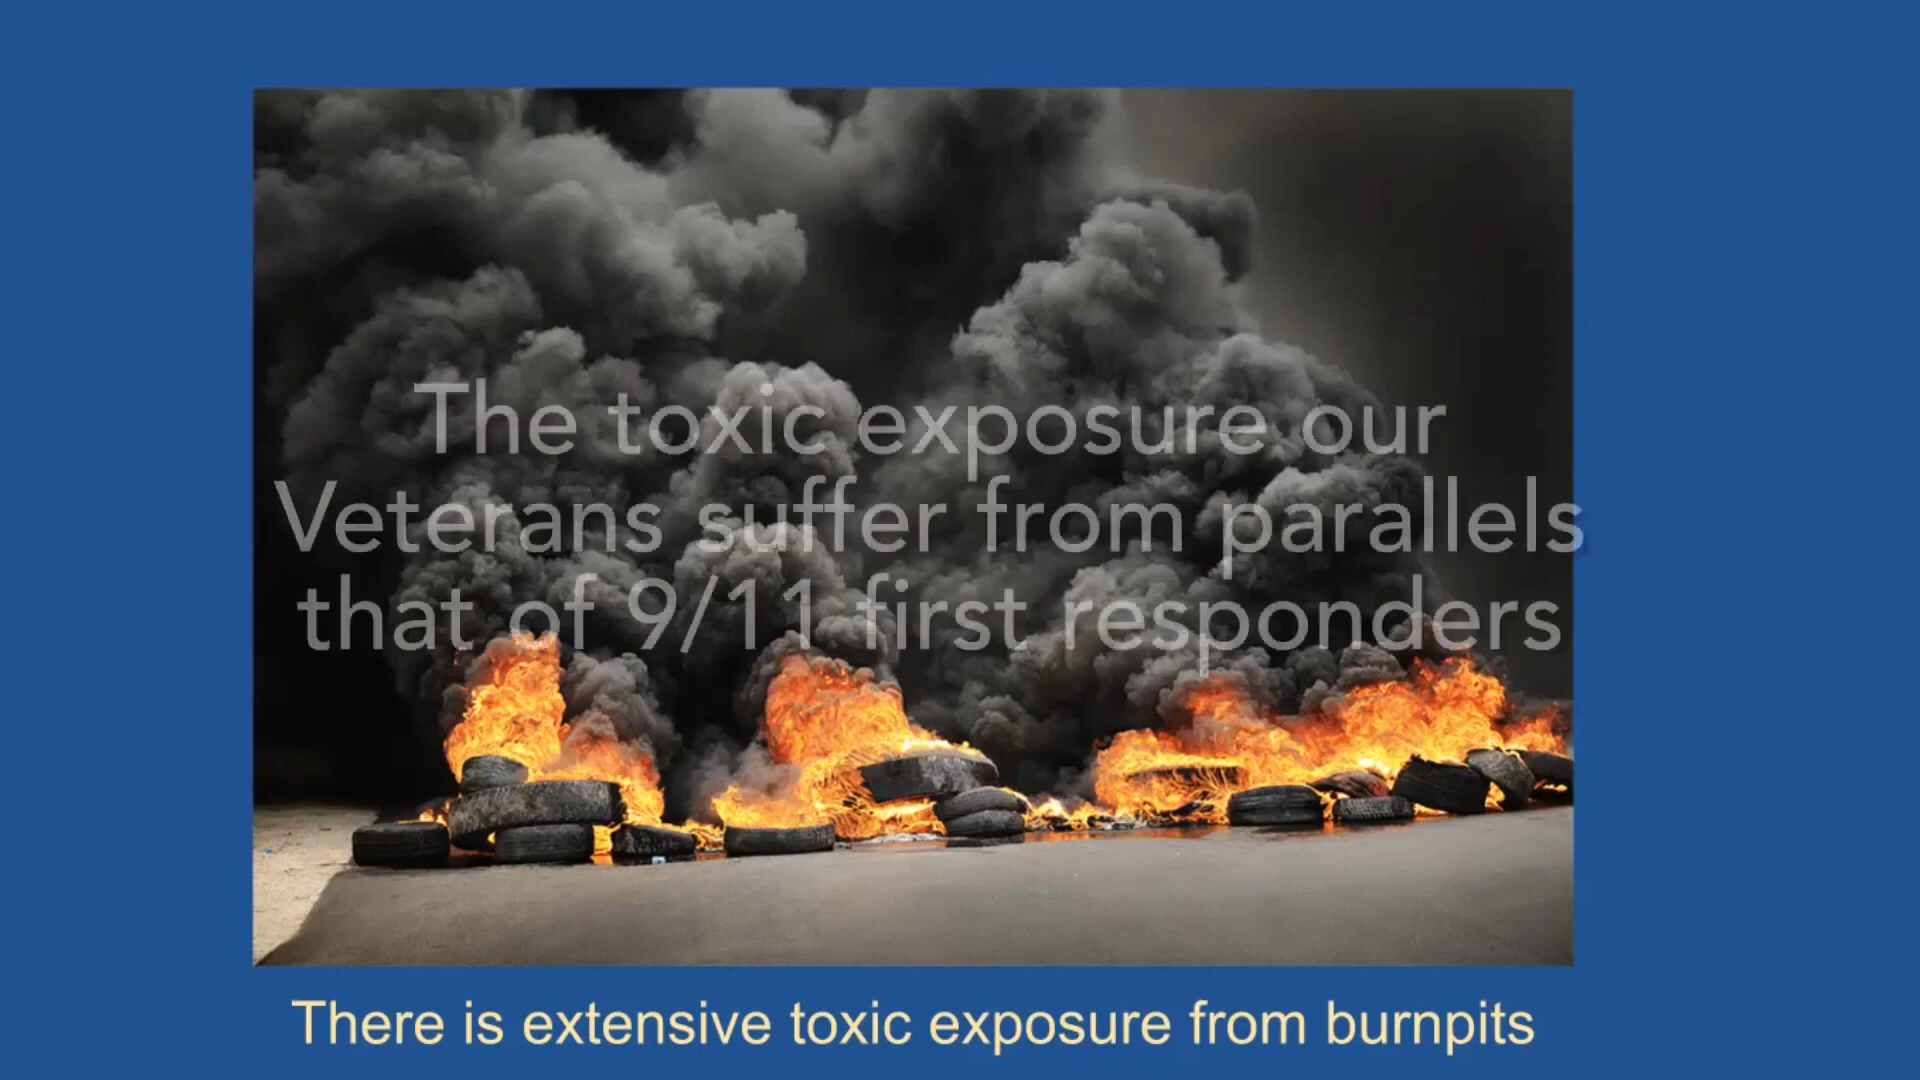 The toxic exposure our
Veterans suffer from parallels
that of 9/11 first responders
There is extensive toxic exposure from burnpits